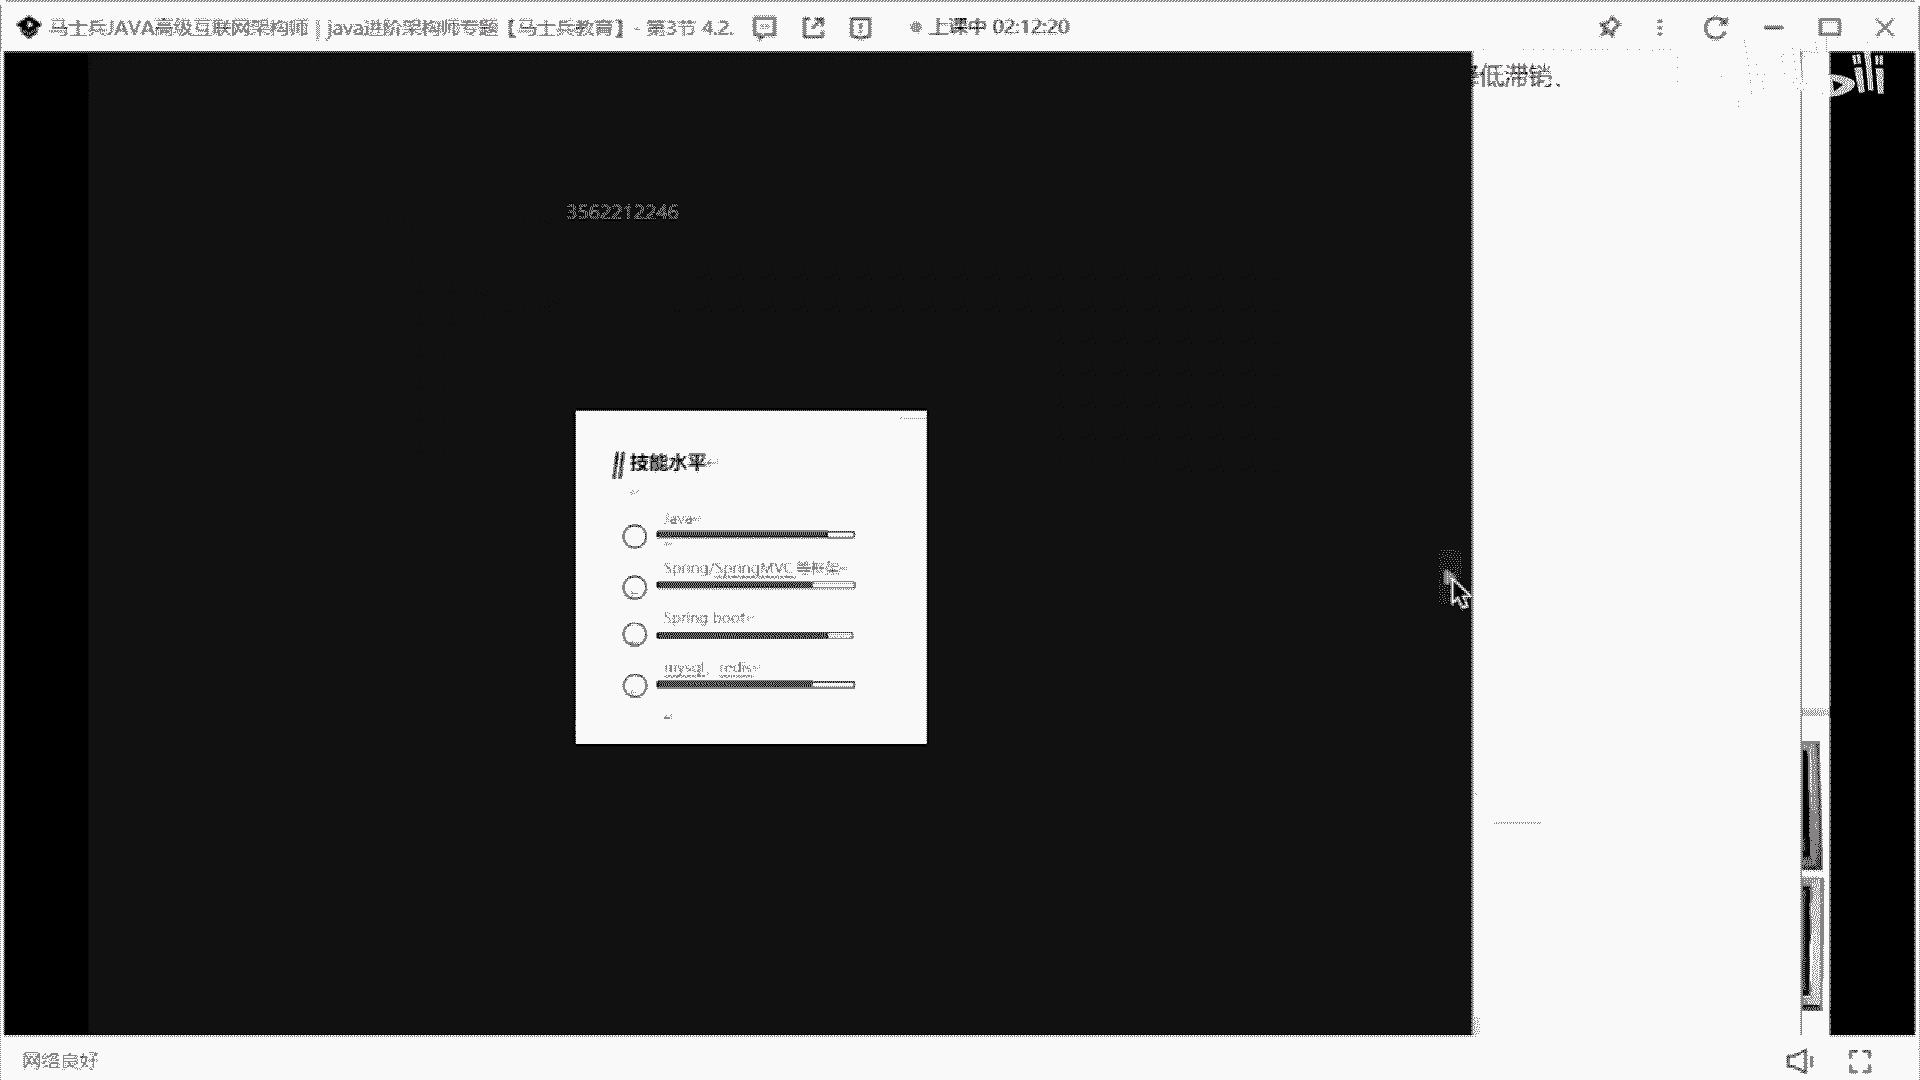 马士兵JAVA高级互联网架构师 | java进阶架构师专题【马士兵教育】- 第3节 4.2.
上课中 02:12:20
低滞销、
3562212246
技能水平
Java
Spring/SpringMVC 等框架
Spring boot
mysql、redis
网络良好